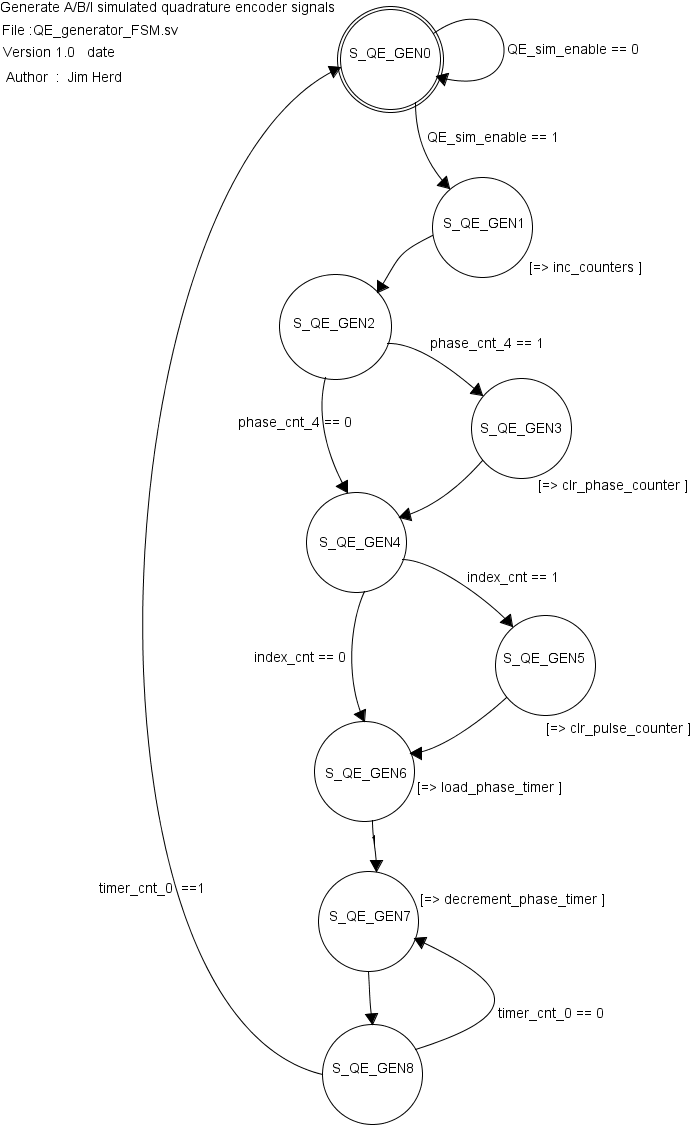 Generate A/B/I simulated quadrature encoder signals
File :QE_generator_FSM.sv
Version 1.0   date
Author  :  Jim Herd
S_QE_GEN0
QE_sim_enable == 0
QE_sim_enable == 1
S_QE_GEN1
[=> inc_counters ]
S_QE_GEN2
phase_cnt_4 == 1
phase_cnt_4 == 0
S_QE_GEN3
[=> clr_phase_counter ]
S_QE_GEN4
index_cnt == 1
index_cnt == 0
S_QE_GEN5
[=> clr_pulse_counter ]
S_QE_GEN6
[=> load_phase_timer ]
timer_cnt_0  ==1
[=> decrement_phase_timer ]
S_QE_GEN7
timer_cnt_0 == 0
S_QE_GEN8